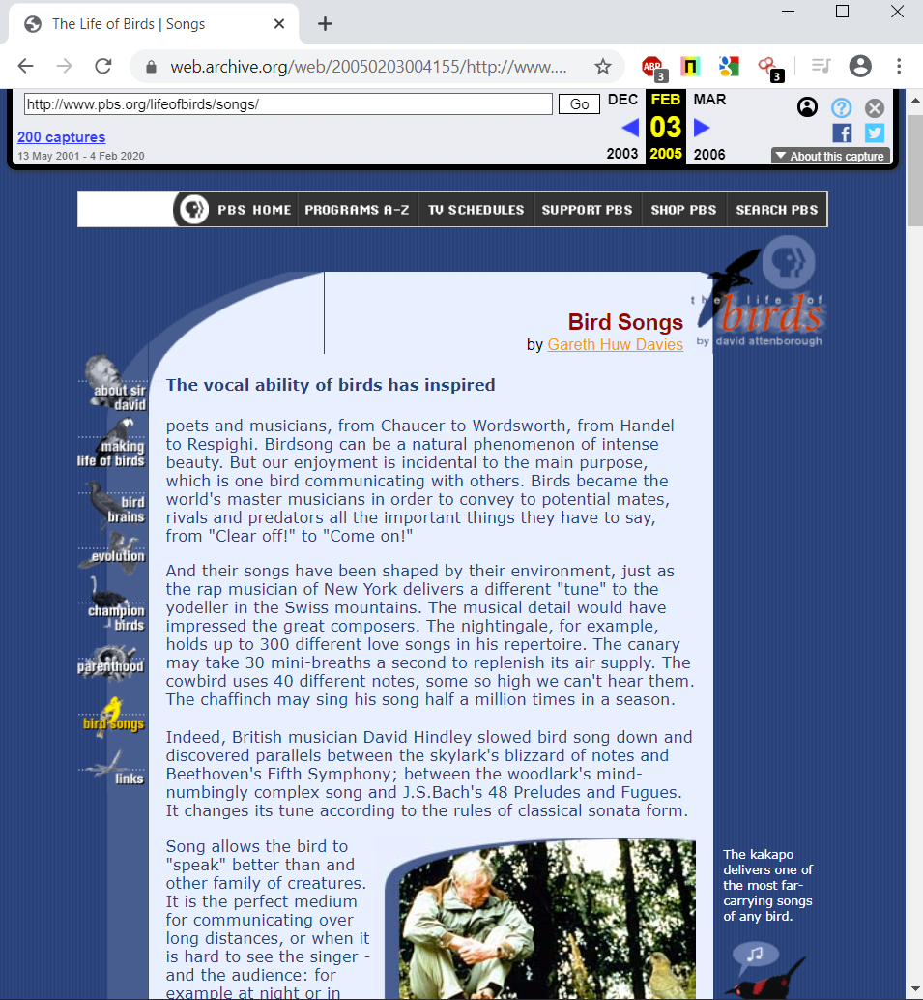 The Life of Birds | Songs
web.archive.org/web/20050203004155/http://www....
ABP
3
3
http://www.pbs.org/lifeofbirds/songs/
Go
DEC
FEB
MAR
200 captures
03
13 May 2001 - 4 Feb 2020
2003
2005
2006
About this capture
PBS HOME
PROGRAMS A-Z
TV SCHEDULES
SUPPORT PBS
SHOP PBS
SEARCH PBS
the life of
birds
by david attenborough
Bird Songs
by Gareth Huw Davies
about sir
david
making
life of birds
bird
brains
evolution
champion
birds
parenthood
bird songs
links
The vocal ability of birds has inspired
poets and musicians, from Chaucer to Wordsworth, from Handel
to Respighi. Birdsong can be a natural phenomenon of intense
beauty. But our enjoyment is incidental to the main purpose,
which is one bird communicating with others. Birds became the
world's master musicians in order to convey to potential mates,
rivals and predators all the important things they have to say,
from "Clear off!" to "Come on!"
And their songs have been shaped by their environment, just as
the rap musician of New York delivers a different "tune" to the
yodeller in the Swiss mountains. The musical detail would have
impressed the great composers. The nightingale, for example,
holds up to 300 different love songs in his repertoire. The canary
may take 30 mini-breaths a second to replenish its air supply. The
cowbird uses 40 different notes, some so high we can't hear them.
The chaffinch may sing his song half a million times in a season.
Indeed, British musician David Hindley slowed bird song down and
discovered parallels between the skylark's blizzard of notes and
Beethoven's Fifth Symphony; between the woodlark's mind-
numbingly complex song and J.S.Bach's 48 Preludes and Fugues.
It changes its tune according to the rules of classical sonata form.
Song allows the bird to
"speak" better than and
other family of creatures.
It is the perfect medium
for communicating over
long distances, or when it
is hard to see the singer -
and the audience: for
example at night or in
The kakapo
delivers one of
the most far-
carrying songs
of any bird.